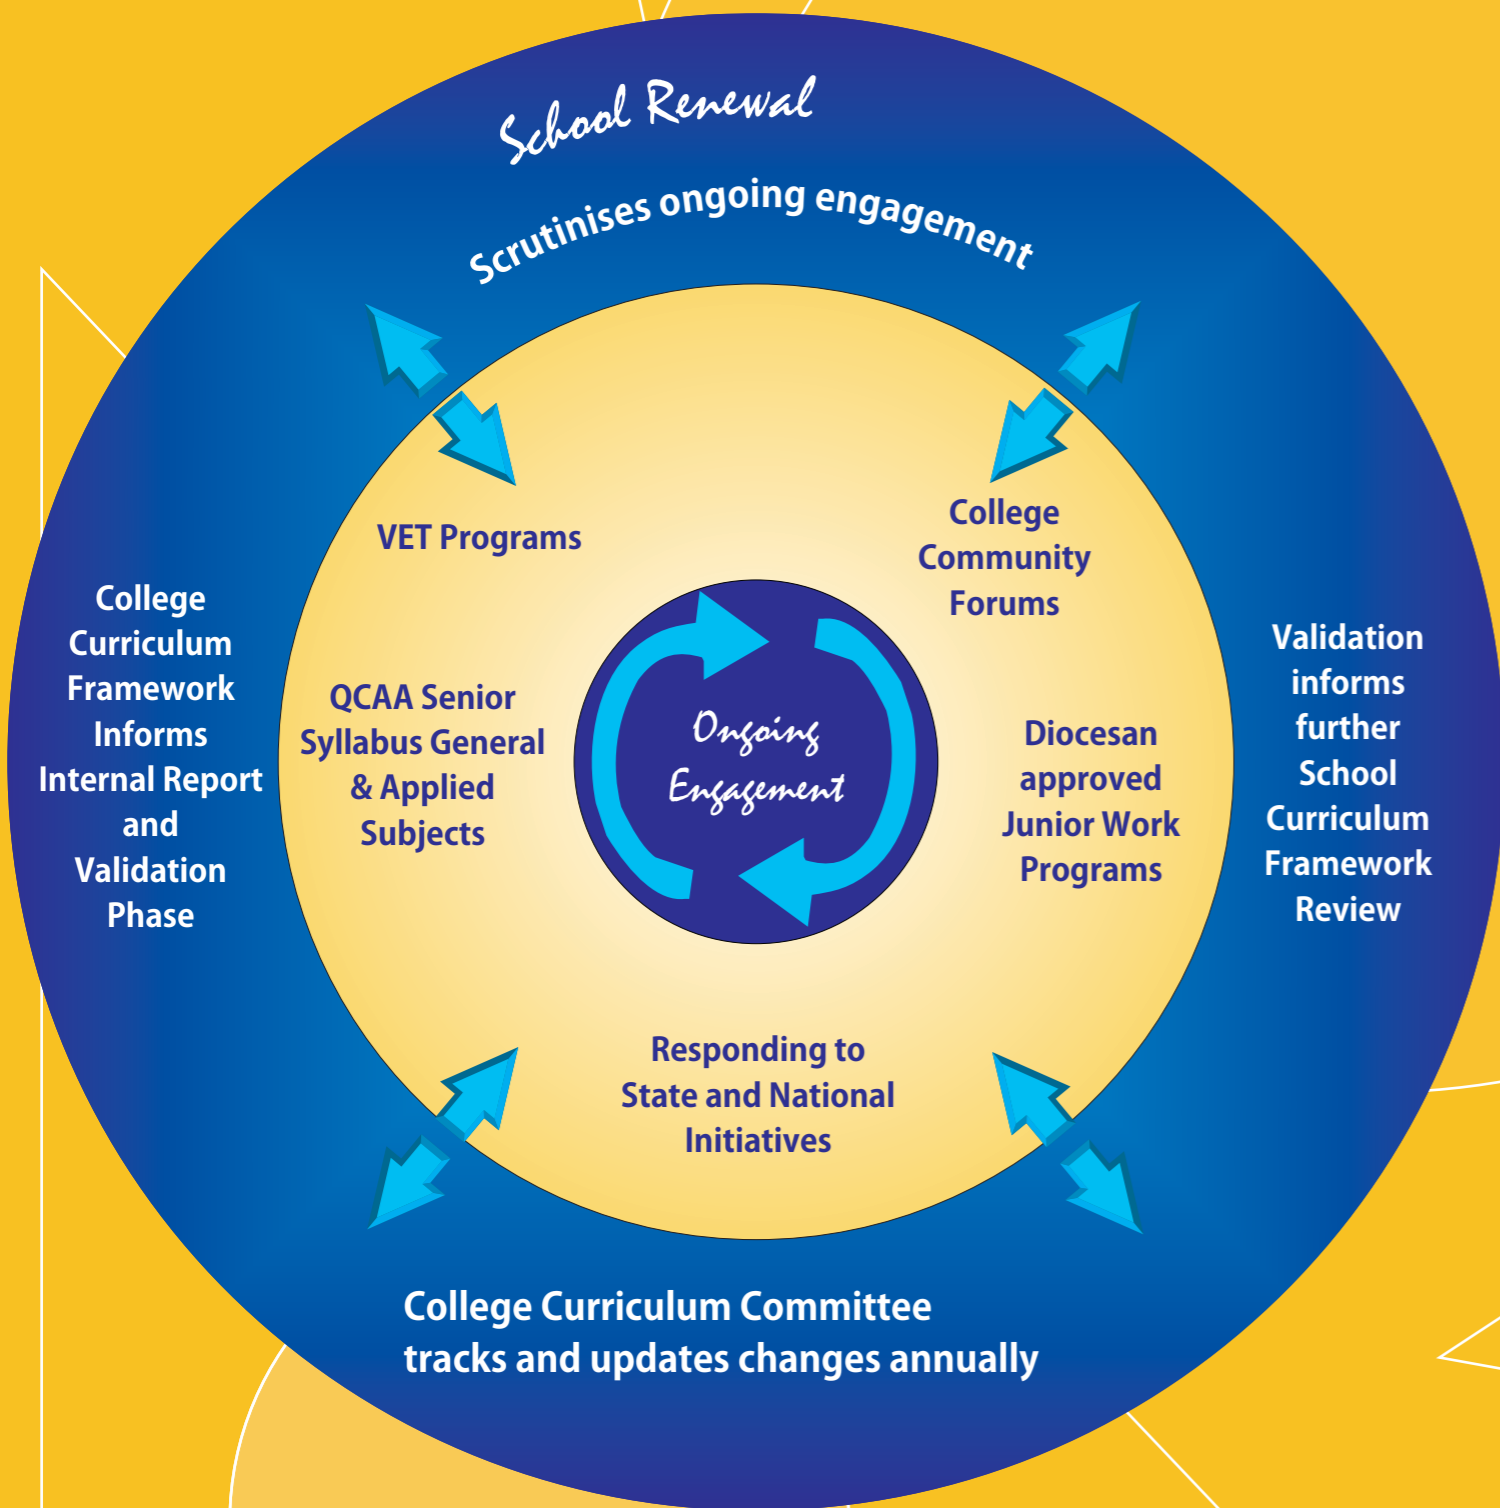 School Renewal
Scrutinises ongoing engagement
VET Programs
College
Community
Forums
College
Curriculum
Framework
Informs
Internal Report
and
Validation
Phase
QCAA Senior
Syllabus General
& Applied
Subjects
Ongoing
Engagement
Diocesan
approved
Junior Work
Programs
Validation
informs
further
School
Curriculum
Framework
Review
Responding to
State and National
Initiatives
College Curriculum Committee
tracks and updates changes annually